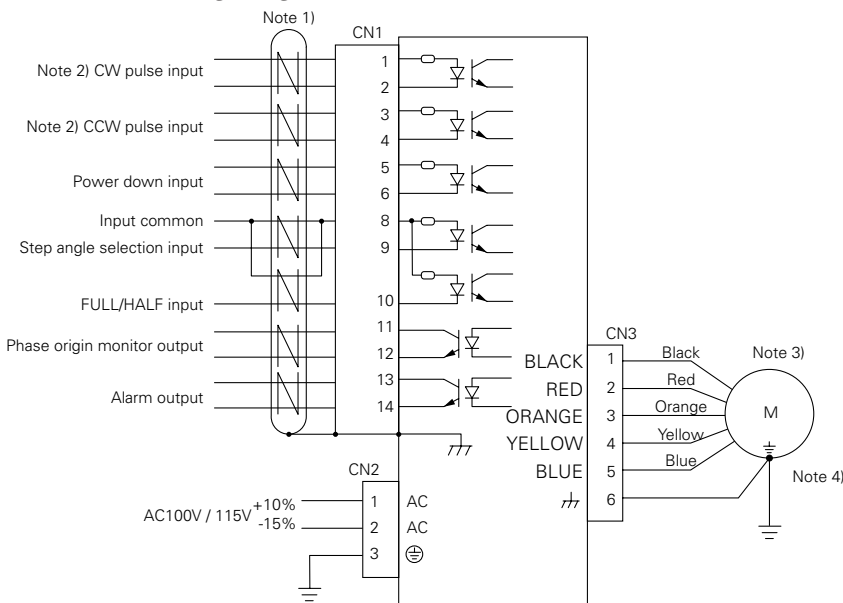 Note 1)
CN1
Note 2) CW pulse input
1
2
Note 2) CCW pulse input
3
4
Power down input
5
6
Input common
8
Step angle selection input
9
FULL/HALF input
10
Phase origin monitor output
11
12
Alarm output
13
14
CN3
BLACK 1 Black
RED 2 Red
ORANGE 3 Orange
YELLOW 4 Yellow
BLUE 5 Blue
6
Note 3)
M
Note 4)
CN2
AC100V / 115V +10% -15%
1 AC
2 AC
3